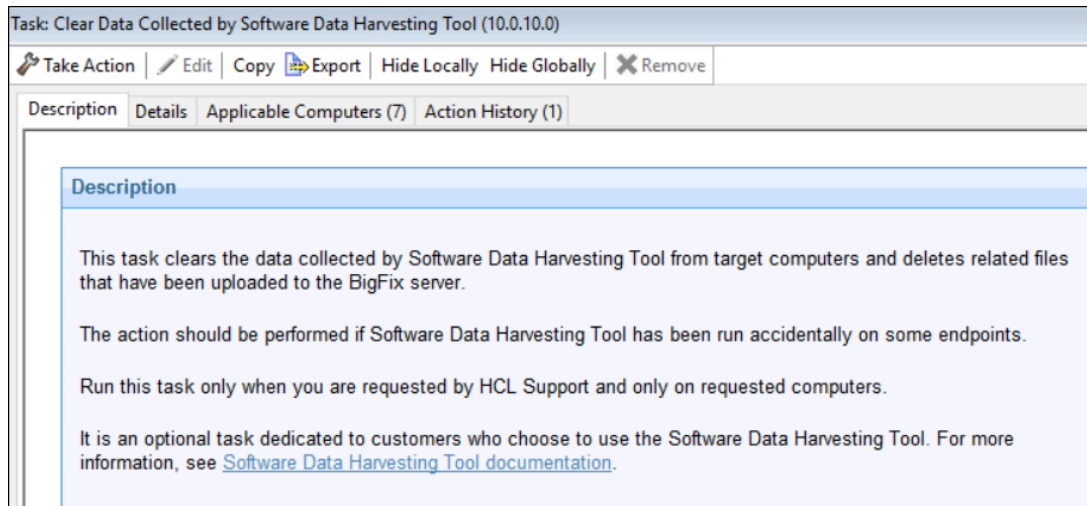 Task: Clear Data Collected by Software Data Harvesting Tool (10.0.10.0)
Take Action Edit Copy Export Hide Locally Hide Globally Remove
Description Details Applicable Computers (7) Action History (1)
Description
This task clears the data collected by Software Data Harvesting Tool from target computers and deletes related files
that have been uploaded to the BigFix server.
The action should be performed if Software Data Harvesting Tool has been run accidentally on some endpoints.
Run this task only when you are requested by HCL Support and only on requested computers.
It is an optional task dedicated to customers who choose to use the Software Data Harvesting Tool. For more
information, see Software Data Harvesting Tool documentation.